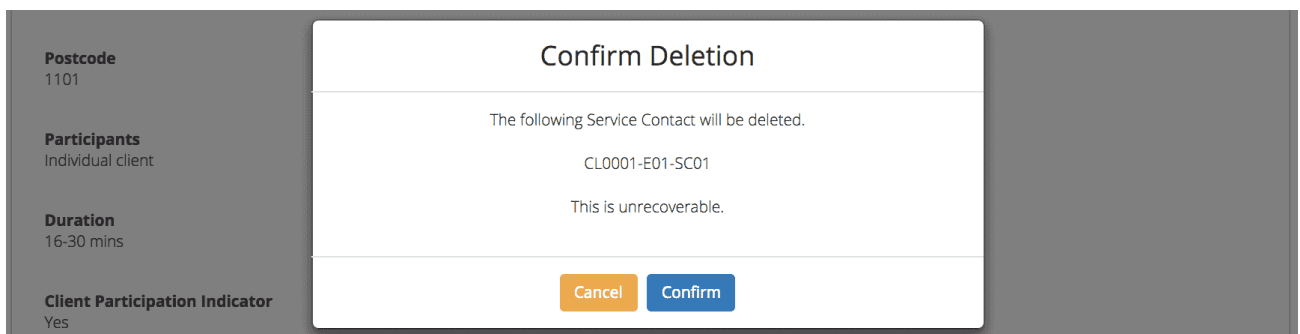 Postcode
1101
Participants
Individual client
Duration
16-30 mins
Client Participation Indicator
Yes
Confirm Deletion
The following Service Contact will be deleted.
CL0001-E01-SC01
This is unrecoverable.
Cancel
Confirm